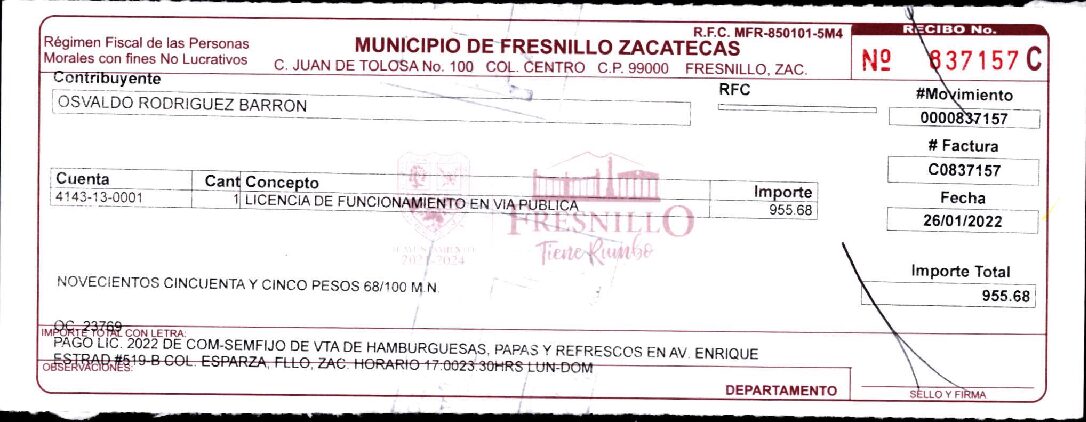 Régimen Fiscal de las Personas
Morales con fines No Lucrativos
MUNICIPIO DE FRESNILLO ZACATECAS
R.F.C. MFR-850101-5M4
C. JUAN DE TOLOSA No. 100 COL. CENTRO C.P. 99000 FRESNILLO, ZAC.
RECIBO No.
Nº 837157 C
Contribuyente
OSVALDO RODRIGUEZ BARRON
RFC
#Movimiento
0000837157
# Factura
C0837157
Fecha
26/01/2022
Cuenta Cant Concepto Importe
4143-13-0001 1 LICENCIA DE FUNCIONAMIENTO EN VIA PUBLICA 955.68
FRESNILLO
Tiene Rumbo
2021-2024
Importe Total
955.68
NOVECIENTOS CINCUENTA Y CINCO PESOS 68/100 M.N.
OC. 23769
IMPORTE TOTAL CON LETRA:
PAGO LIC. 2022 DE COM-SEMFIJO DE VTA DE HAMBURGUESAS, PAPAS Y REFRESCOS EN AV. ENRIQUE
ESTRAD #519-B COL. ESPARZA, FLLO, ZAC. HORARIO 17:0023:30HRS LUN-DOM
OBSERVACIONES:
DEPARTAMENTO
SELLO Y FIRMA